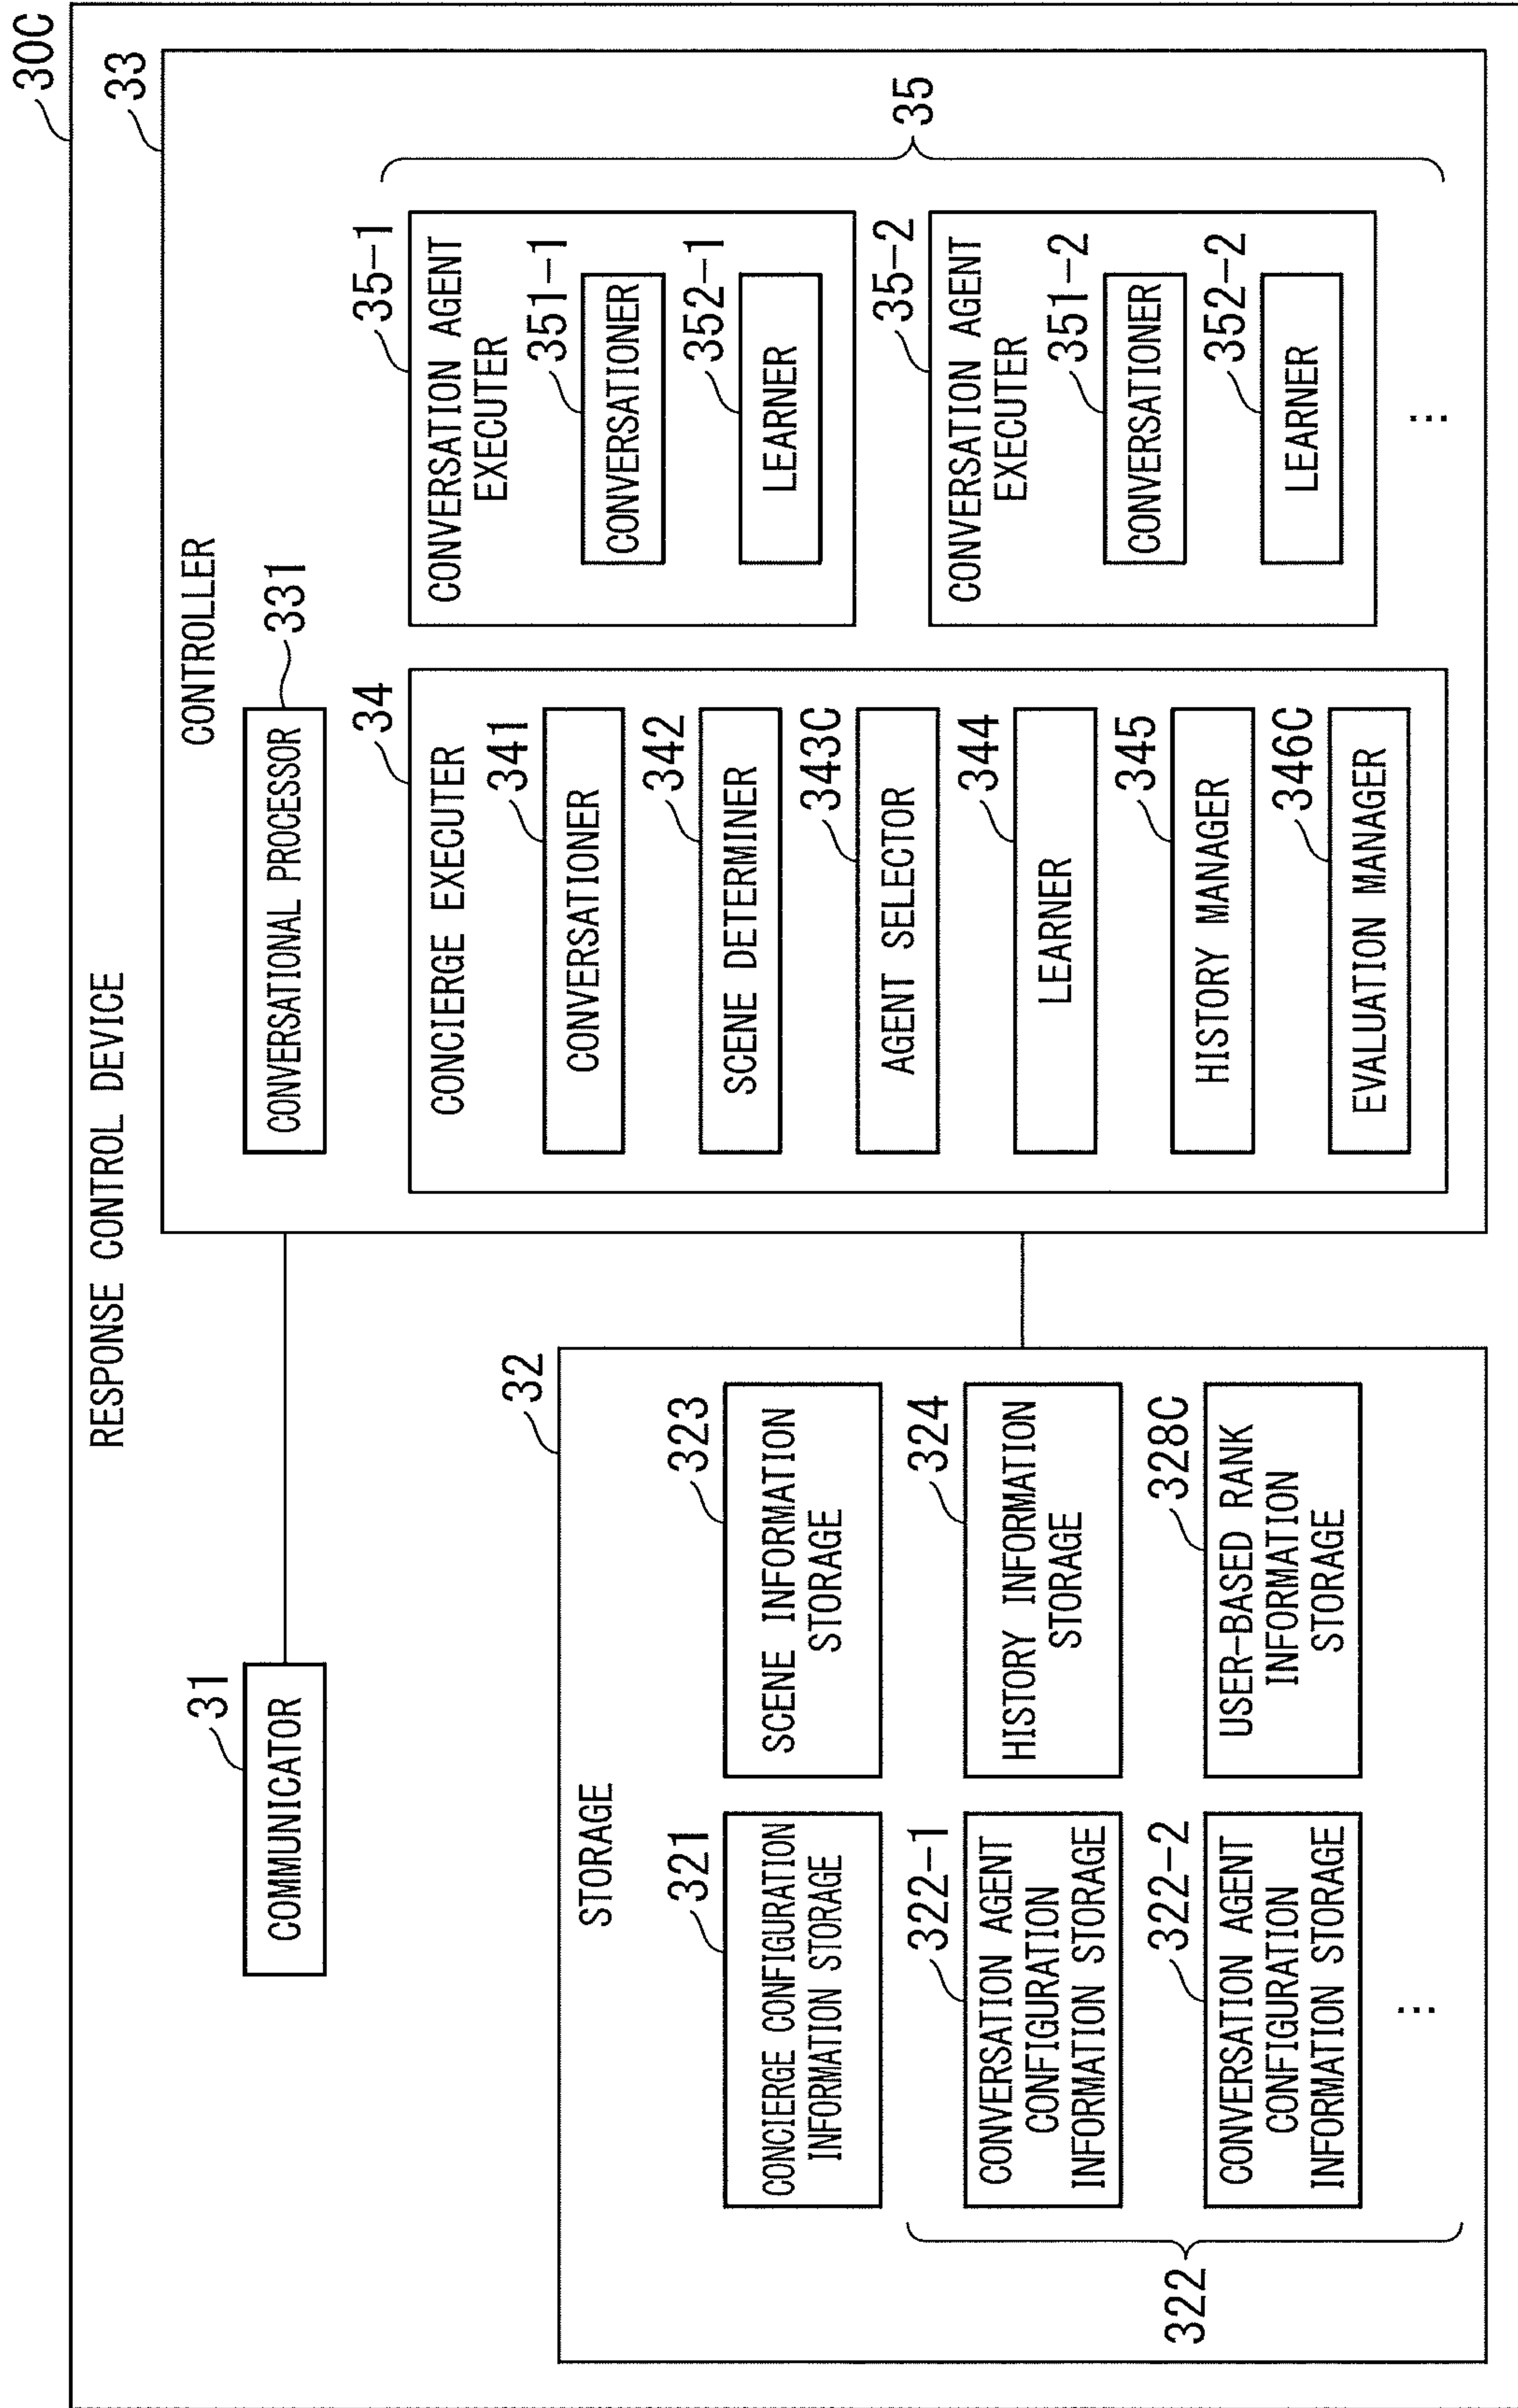 30C
RESPONSE CONTROL DEVICE
31
COMMUNICATOR
32
STORAGE
321
CONCIERGE CONFIGURATION
INFORMATION STORAGE
323
SCENE INFORMATION
STORAGE
322-1
CONVERSATION AGENT
CONFIGURATION
INFORMATION STORAGE
324
HISTORY INFORMATION
STORAGE
322-2
CONVERSATION AGENT
CONFIGURATION
INFORMATION STORAGE
328C
USER-BASED RANK
INFORMATION
STORAGE
...
322
33
CONTROLLER
331
CONVERSATIONAL PROCESSOR
34
CONCIERGE EXECUTER
341
CONVERSATIONER
342
SCENE DETERMINER
343C
AGENT SELECTOR
344
LEARNER
345
HISTORY MANAGER
346C
EVALUATION MANAGER
35-1
CONVERSATION AGENT
EXECUTER
351-1
CONVERSATIONER
352-1
LEARNER
35-2
CONVERSATION AGENT
EXECUTER
351-2
CONVERSATIONER
352-2
LEARNER
...
35